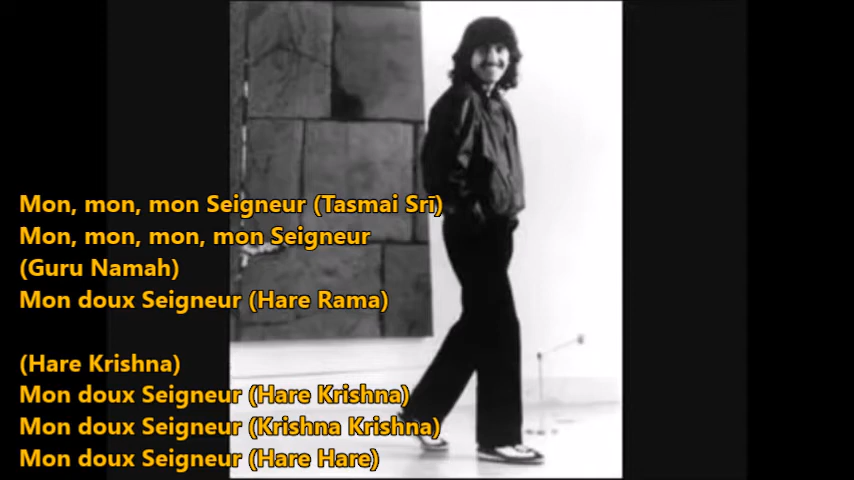 Mon, mon, mon Seigneur (Tasmai Srī)
Mon, mon, mon, mon Seigneur
(Guru Namah)
Mon doux Seigneur (Hare Rama)
(Hare Krishna)
Mon doux Seigneur (Hare Krishna)
Mon doux Seigneur (Krishna Krishna)
Mon doux Seigneur (Hare Hare)